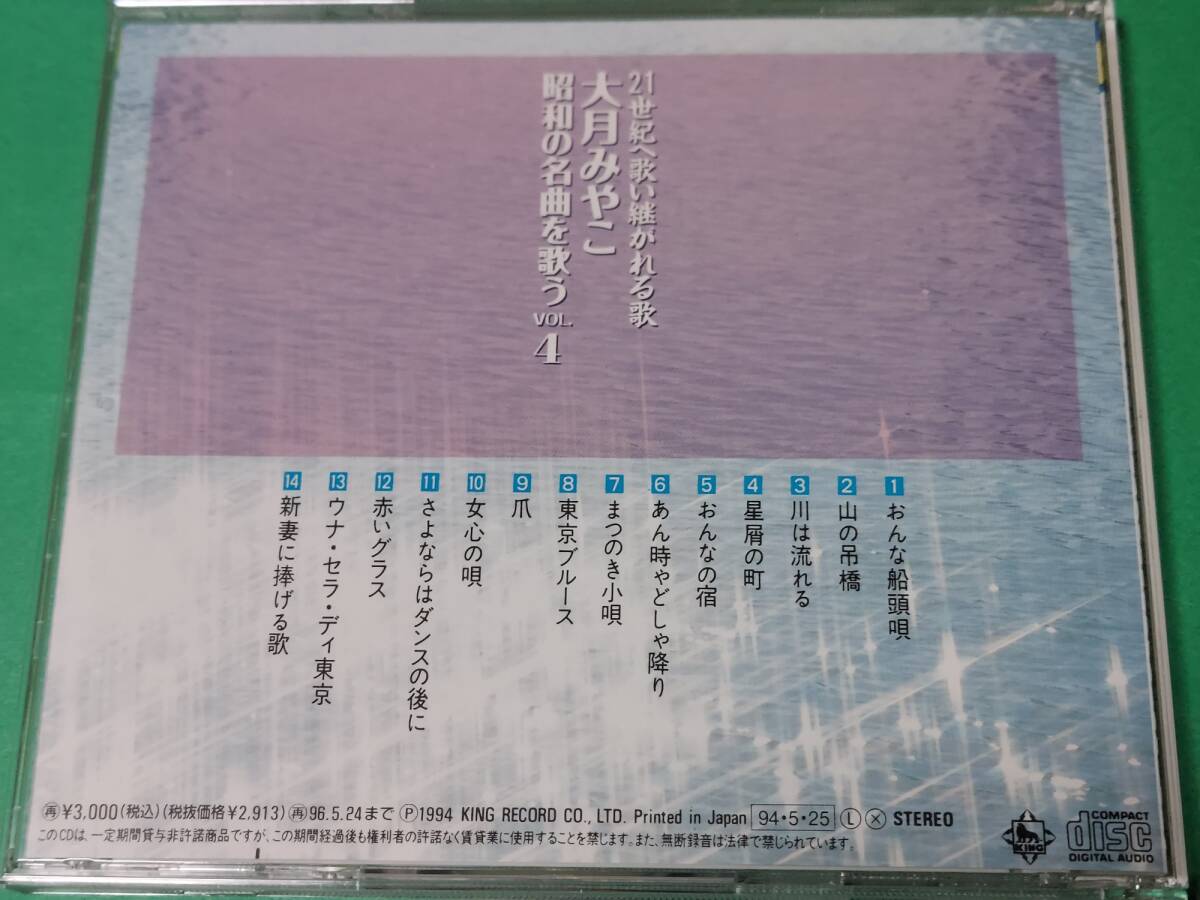 21世紀へ歌い継がれる歌
大月みやこ
昭和の名曲を歌う VOL. 4
1 おんな船頭唄
2 山の吊橋
3 川は流れる
4 星屑の町
5 おんなの宿
6 あん時ゃどしゃ降り
7 まつのき小唄
8 東京ブルース
9 爪
10 女心の唄
11 さよならはダンスの後に
12 赤いグラス
13 ウナ・セラ・ディ東京
14 新妻に捧げる歌
㊢¥3,000(税込)(税抜価格¥2,913)㊢96.5.24まで Ⓟ1994 KING RECORD CO., LTD. Printed in Japan 94・5・25 Ⓛ ⓧ STEREO
このCDは、一定期間貸与非許諾商品ですが、この期間経過後も権利者の許諾なく賃貸業に使用することを禁じます。また、無断録音は法律で禁じられています。
KING
COMPACT
disc
DIGITAL AUDIO